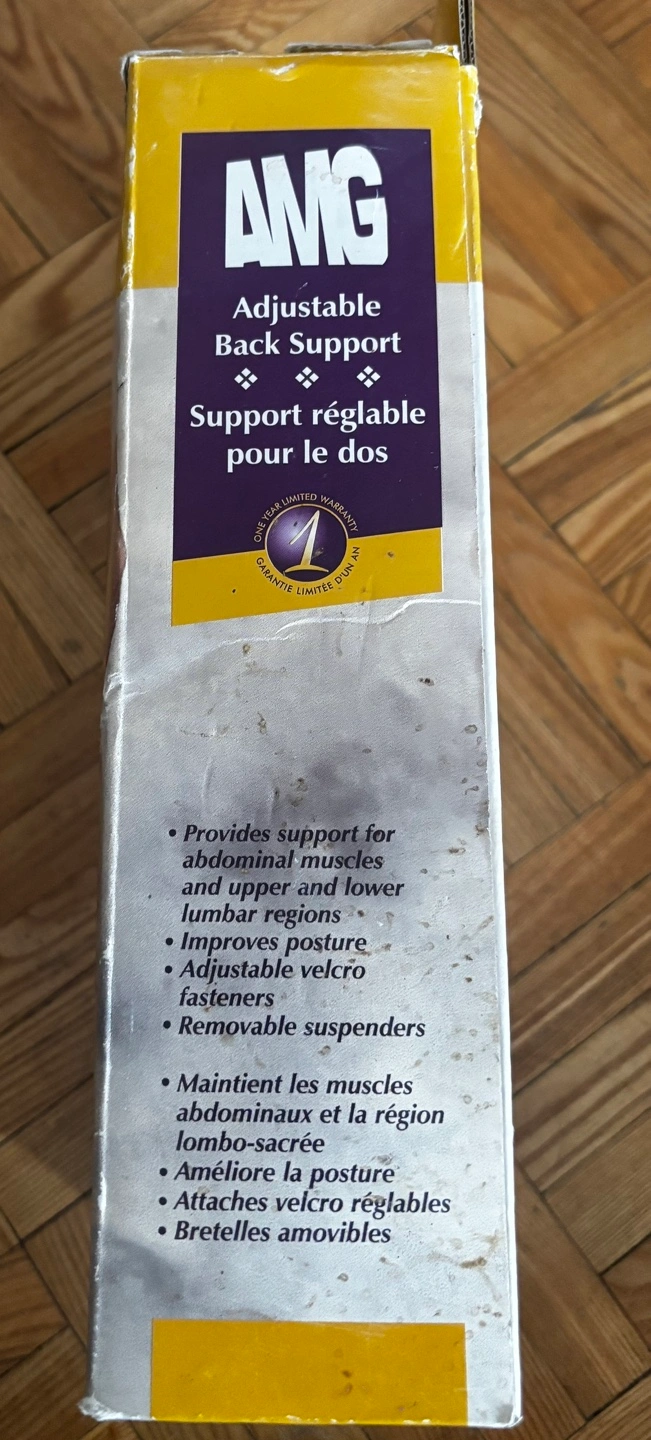 AMG
Adjustable
Back Support
Support réglable
pour le dos
ONE YEAR LIMITED WARRANTY
1
GARANTIE LIMITÉE D'UN AN
• Provides support for
abdominal muscles
and upper and lower
lumbar regions
• Improves posture
• Adjustable velcro
fasteners
• Removable suspenders
• Maintient les muscles
abdominaux et la région
lombo-sacrée
• Améliore la posture
• Attaches velcro réglables
• Bretelles amovibles